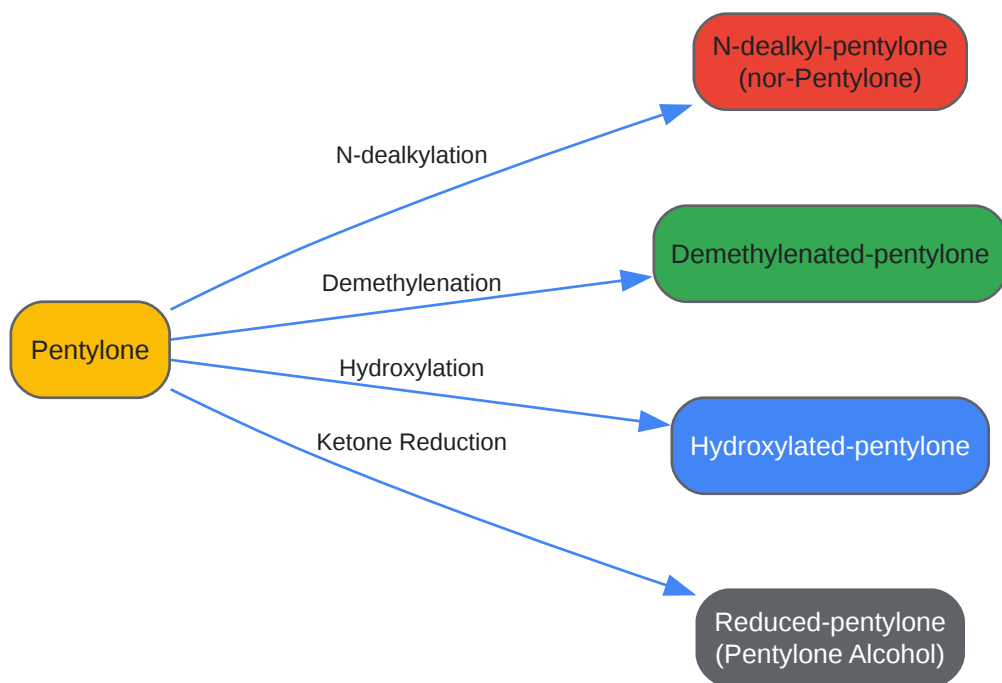 N-dealkyl-pentylone
(nor-Pentylone)
N-dealkylation
Demethylenated-pentylone
Demethylenation
Pentylone
Hydroxylation
Hydroxylated-pentylone
Ketone Reduction
Reduced-pentylone
(Pentylone Alcohol)